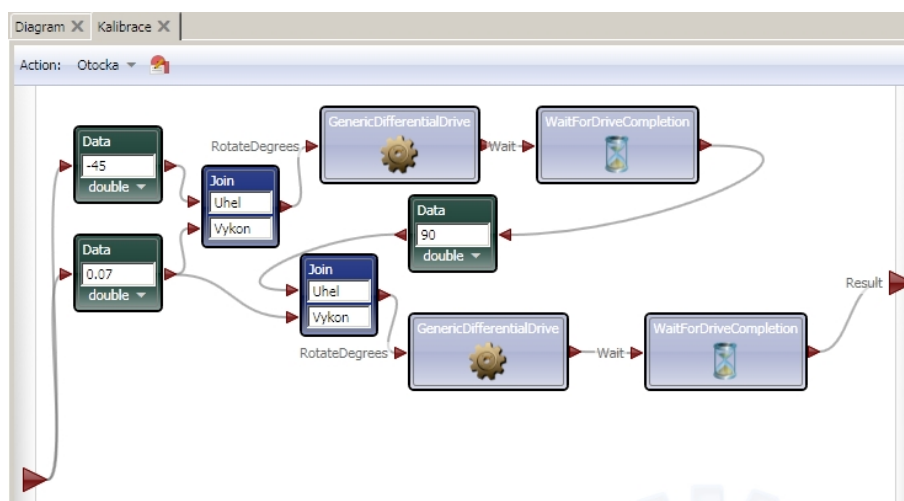 Diagram
Kalibrace
Action: Otocka
Data
-45
double
RotateDegrees
GenericDifferentialDrive
Wait
WaitForDriveCompletion
Join
Uhel
Vykon
Data
90
double
Data
0.07
double
Join
Uhel
Vykon
RotateDegrees
GenericDifferentialDrive
Wait
WaitForDriveCompletion
Result